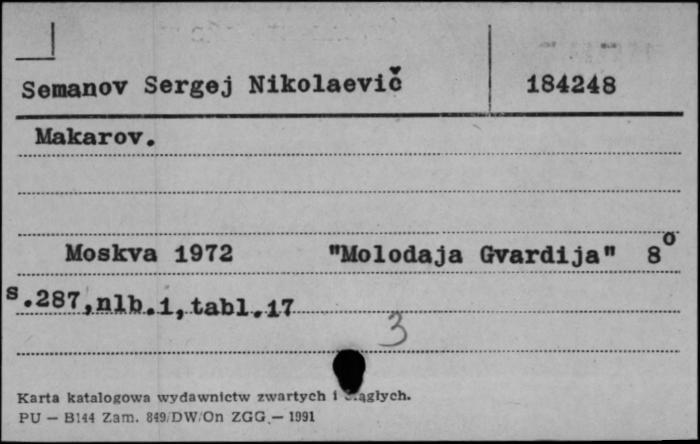 Semanov Sergej Nikolaevič 184248
Makarov.
Moskva 1972 "Molodaja Gvardija" 8°
s.287,nlb.1,tabl.17
3
Karta katalogowa wydawnictw zwartych i ciągłych.
PU — B144 Zam. 849/DW/On ZGG — 1991